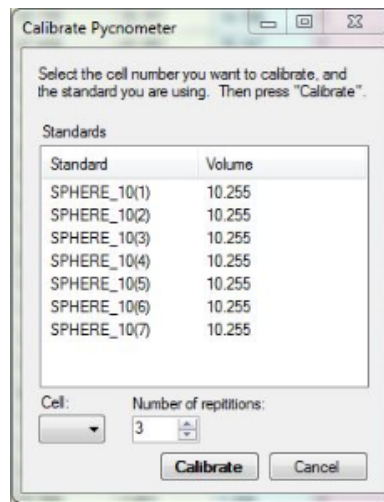 Calibrate Pycnometer
Select the cell number you want to calibrate, and
the standard you are using. Then press "Calibrate".
Standards
Standard Volume
SPHERE_10(1) 10.255
SPHERE_10(2) 10.255
SPHERE_10(3) 10.255
SPHERE_10(4) 10.255
SPHERE_10(5) 10.255
SPHERE_10(6) 10.255
SPHERE_10(7) 10.255
Cell: Number of repititions:
3
Calibrate Cancel